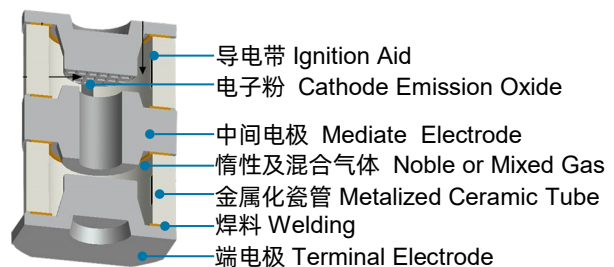 导电带 Ignition Aid
电子粉 Cathode Emission Oxide
中间电极 Mediate Electrode
惰性及混合气体 Noble or Mixed Gas
金属化瓷管 Metalized Ceramic Tube
焊料 Welding
端电极 Terminal Electrode